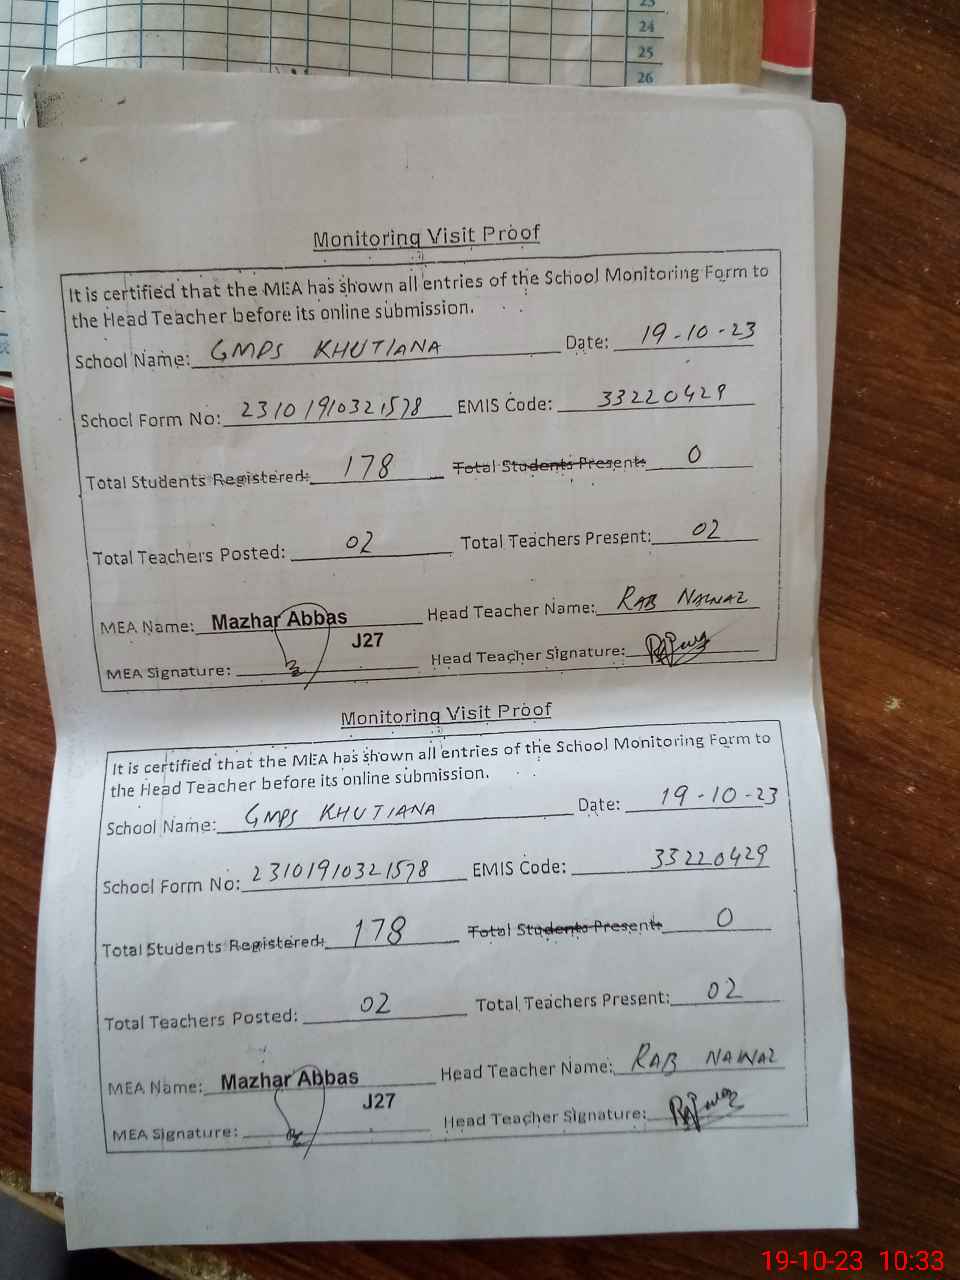 23
24
25
26
Monitoring Visit Proof
It is certified that the MEA has shown all entries of the School Monitoring Form to
the Head Teacher before its online submission.
School Name: GMPS KHUTIANA Date: 19-10-23
School Form No: 2310191032 1578 EMIS Code: 33220429
Total Students Registered: 178 Total Students Present: 0
Total Teachers Posted: 02 Total Teachers Present: 02
MEA Name: Mazhar Abbas Head Teacher Name: RAB NAWAZ
J27
MEA Signature: Head Teacher Signature:
Monitoring Visit Proof
It is certified that the MEA has shown all entries of the School Monitoring Form to
the Head Teacher before its online submission.
School Name: GMPS KHUTIANA Date: 19-10-23
School Form No: 23101910321578 EMIS Code: 33220429
Total Students Registered: 178 Total Students Present: 0
Total Teachers Posted: 02 Total Teachers Present: 02
MEA Name: Mazhar Abbas Head Teacher Name: RAB NAWAZ
J27
MEA Signature: Head Teacher Signature:
19-10-23 10:33